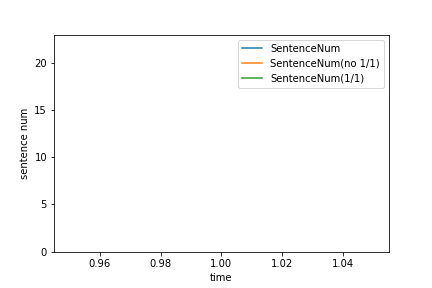 SentenceNum
SentenceNum(no 1/1)
SentenceNum(1/1)
20
15
10
5
0
sentence num
0.96 0.98 1.00 1.02 1.04
time